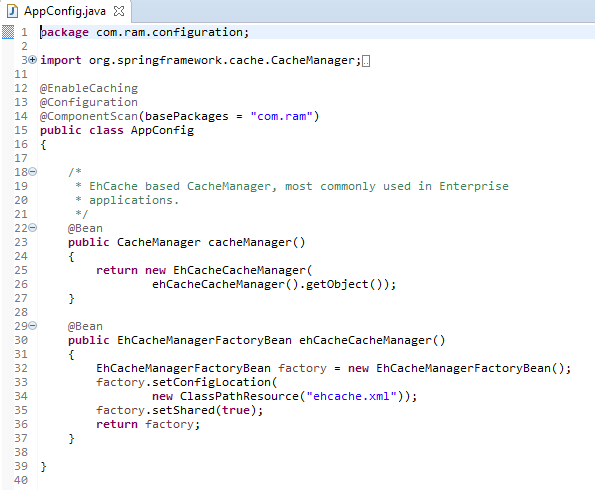 AppConfig.java
1 package com.ram.configuration;
2
3 import org.springframework.cache.CacheManager;
11
12 @EnableCaching
13 @Configuration
14 @ComponentScan(basePackages = "com.ram")
15 public class AppConfig
16 {
17
18 /*
19 * EhCache based CacheManager, most commonly used in Enterprise
20 * applications.
21 */
22 @Bean
23 public CacheManager cacheManager()
24 {
25 return new EhCacheCacheManager(
26 ehCacheCacheManager().getObject());
27 }
28
29 @Bean
30 public EhCacheManagerFactoryBean ehCacheCacheManager()
31 {
32 EhCacheManagerFactoryBean factory = new EhCacheManagerFactoryBean();
33 factory.setConfigLocation(
34 new ClassPathResource("ehcache.xml"));
35 factory.setShared(true);
36 return factory;
37 }
38
39 }
40